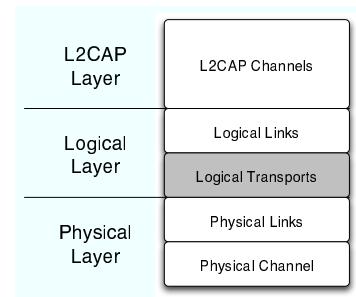 L2CAP
Layer
L2CAP Channels
Logical
Layer
Logical Links
Logical Transports
Physical
Layer
Physical Links
Physical Channel